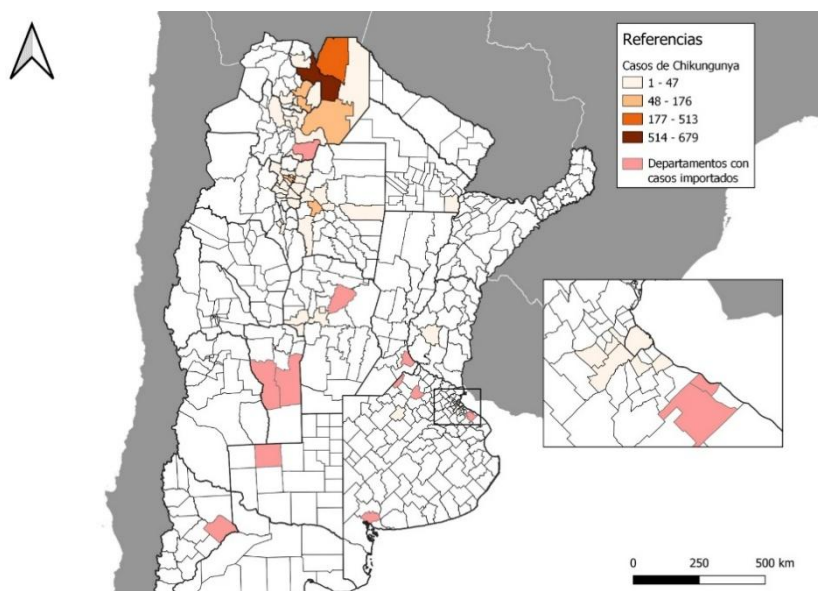 Referencias
Casos de Chikungunya
1 - 47
48 - 176
177 - 513
514 - 679
Departamentos con
casos importados
0 250 500 km